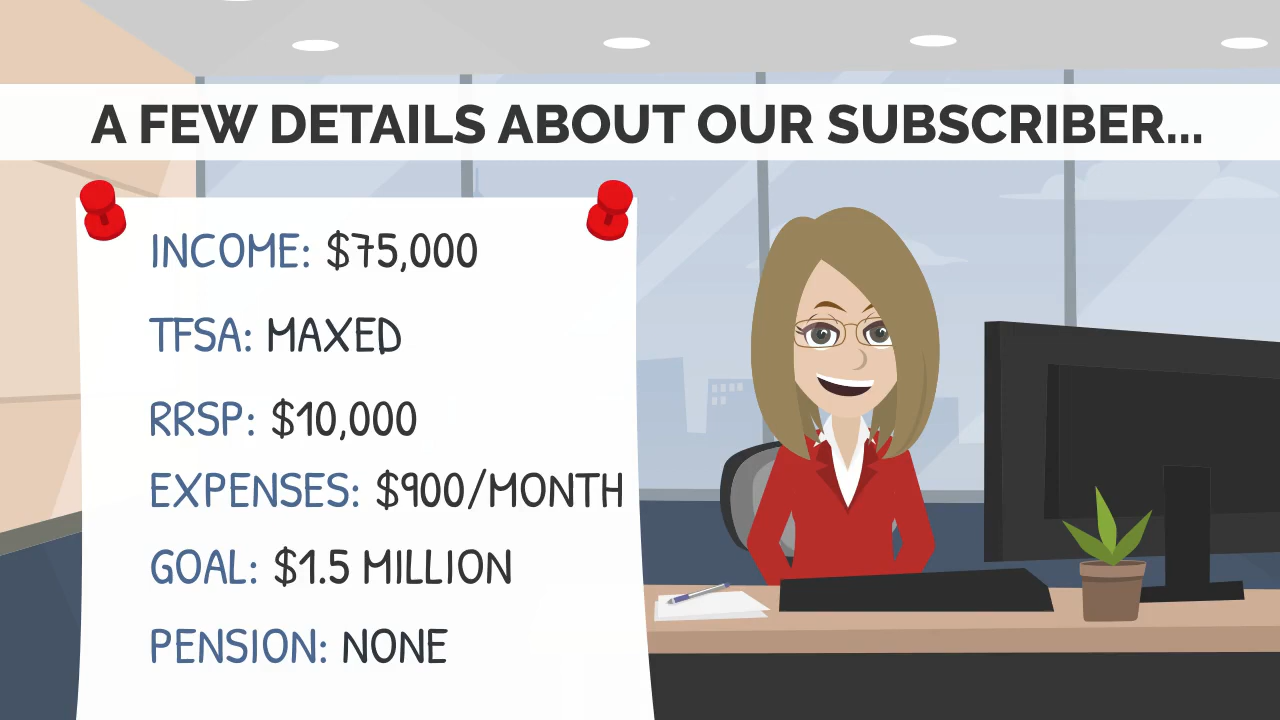 A FEW DETAILS ABOUT OUR SUBSCRIBER...
INCOME: $75,000
TFSA: MAXED
RRSP: $10,000
EXPENSES: $900/MONTH
GOAL: $1.5 MILLION
PENSION: NONE